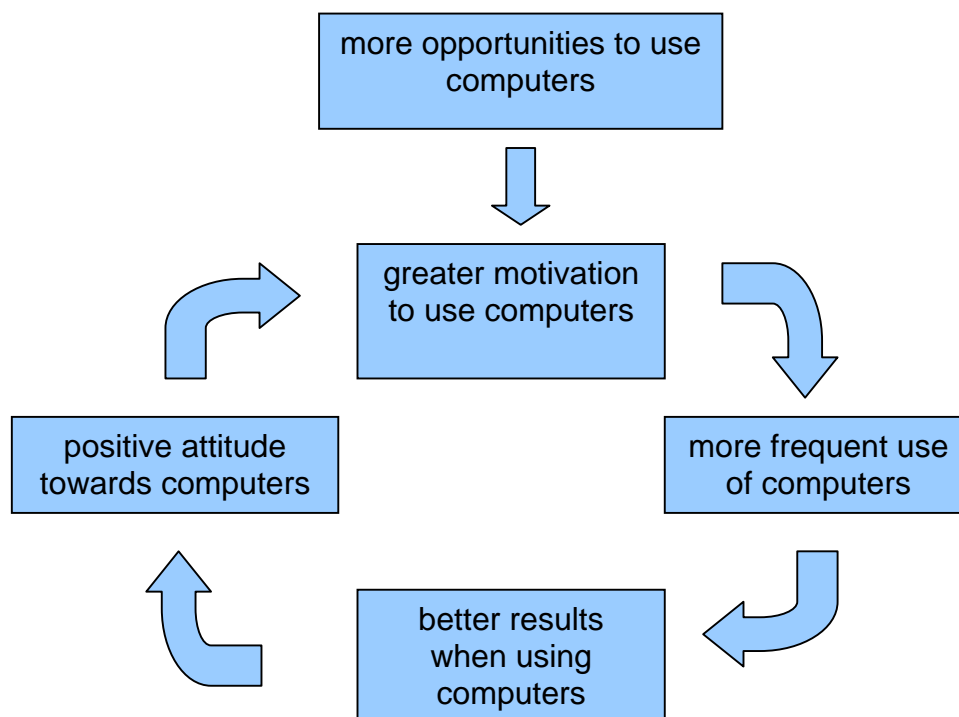 more opportunities to use
computers
greater motivation
to use computers
positive attitude
towards computers
more frequent use
of computers
better results
when using
computers